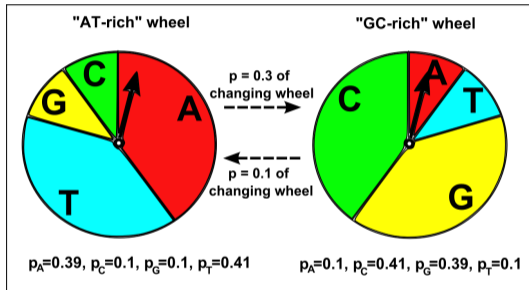 "AT-rich" wheel
"GC-rich" wheel
C
A
G
T
p = 0.3 of
changing wheel
p = 0.1 of
changing wheel
A
C
T
G
pA=0.39, pC=0.1, pG=0.1, pT=0.41
pA=0.1, pC=0.41, pG=0.39, pT=0.1